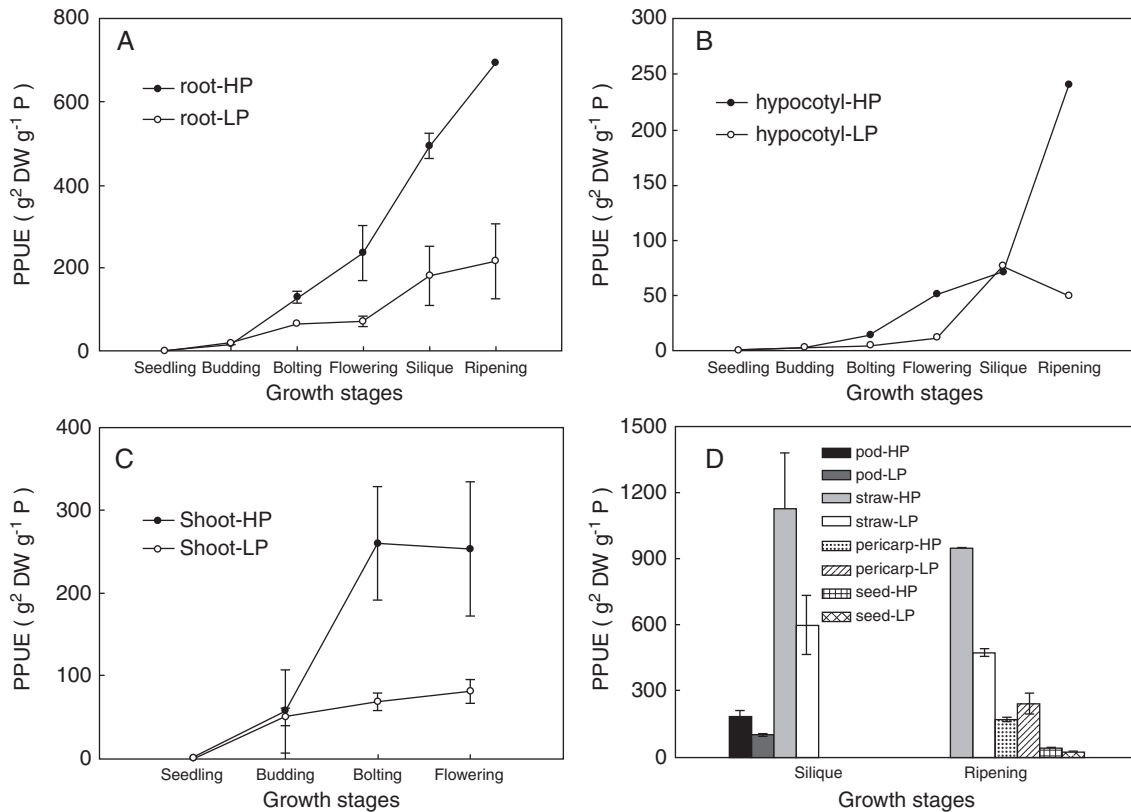 A
800
600
400
200
0
PPUE ( g² DW g⁻¹ P )
root-HP
root-LP
Seedling Budding Bolting Flowering Silique Ripening
Growth stages
B
300
250
200
150
100
50
0
PPUE ( g² DW g⁻¹ P )
hypocotyl-HP
hypocotyl-LP
Seedling Budding Bolting Flowering Silique Ripening
Growth stages
C
400
300
200
100
0
PPUE ( g² DW g⁻¹ P )
Shoot-HP
Shoot-LP
Seedling Budding Bolting Flowering
Growth stages
D
1500
1200
900
600
300
0
PPUE ( g² DW g⁻¹ P )
pod-HP
pod-LP
straw-HP
straw-LP
pericarp-HP
pericarp-LP
seed-HP
seed-LP
Silique Ripening
Growth stages